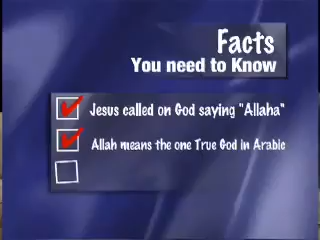 Facts
You need to Know
Jesus called on God saying "Allaha"
Allah means the one True God in Arabic